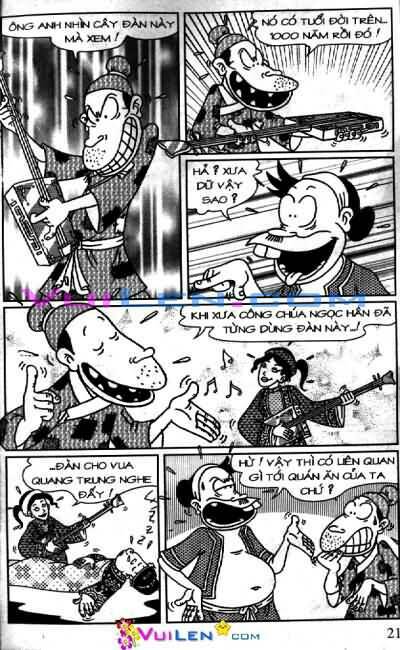 ÔNG ANH NHÌN CÂY ĐÀN NÀY
MÀ XEM !
NÓ CÓ TUỔI ĐỜI TRÊN...
1000 NĂM RỒI ĐÓ !
HẢ ? XƯA
DỮ VẬY
SAO ?
VUILEN.COM
KHI XƯA CÔNG CHÚA NGỌC HÂN ĐÃ
TỪNG DÙNG ĐÀN NÀY...!
...ĐÀN CHO VUA
QUANG TRUNG NGHE
ĐẤY !
HỪ ! VẬY THÌ CÓ LIÊN QUAN
GÌ TỚI QUÁN ĂN CỦA TA
CHỨ ?
21
VUILEN.COM